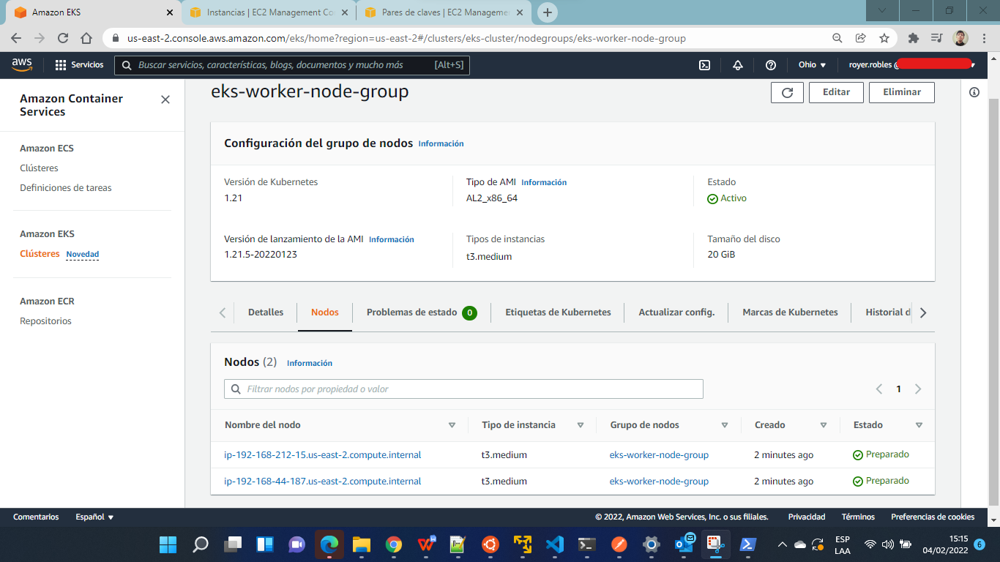 Amazon EKS
Instancias | EC2 Management Co
Pares de claves | EC2 Manageme
us-east-2.console.aws.amazon.com/eks/home?region=us-east-2#/clusters/eks-cluster/nodegroups/eks-worker-node-group
aws
Servicios
Buscar servicios, características, blogs, documentos y mucho más [Alt+S]
Ohio
royer.robles @
Amazon Container
Services
Amazon ECS
Clústeres
Definiciones de tareas
Amazon EKS
Clústeres Novedad
Amazon ECR
Repositorios
eks-worker-node-group
Editar
Eliminar
Configuración del grupo de nodos Información
Versión de Kubernetes
1.21
Tipo de AMI Información
AL2_x86_64
Estado
Activo
Versión de lanzamiento de la AMI Información
1.21.5-20220123
Tipos de instancias
t3.medium
Tamaño del disco
20 GiB
Detalles
Nodos
Problemas de estado 0
Etiquetas de Kubernetes
Actualizar config.
Marcas de Kubernetes
Historial d
Nodos (2) Información
Filtrar nodos por propiedad o valor
1
Nombre del nodo Tipo de instancia Grupo de nodos Creado Estado
ip-192-168-212-15.us-east-2.compute.internal t3.medium eks-worker-node-group 2 minutes ago Preparado
ip-192-168-44-187.us-east-2.compute.internal t3.medium eks-worker-node-group 2 minutes ago Preparado
Comentarios Español © 2022, Amazon Web Services, Inc. o sus filiales. Privacidad Términos Preferencias de cookies
ESP
LAA
15:15
04/02/2022
6